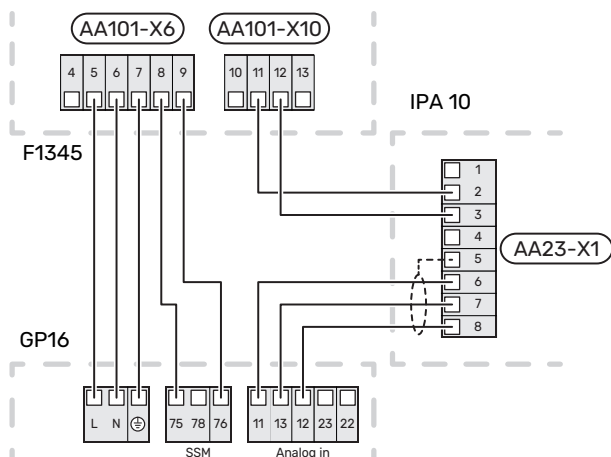 AA101-X6 AA101-X10
4 5 6 7 8 9 10 11 12 13
IPA 10
F1345
1
2
3
4
5
6
7
8
AA23-X1
GP16
L N 75 78 76 11 13 12 23 22
SSM Analog in